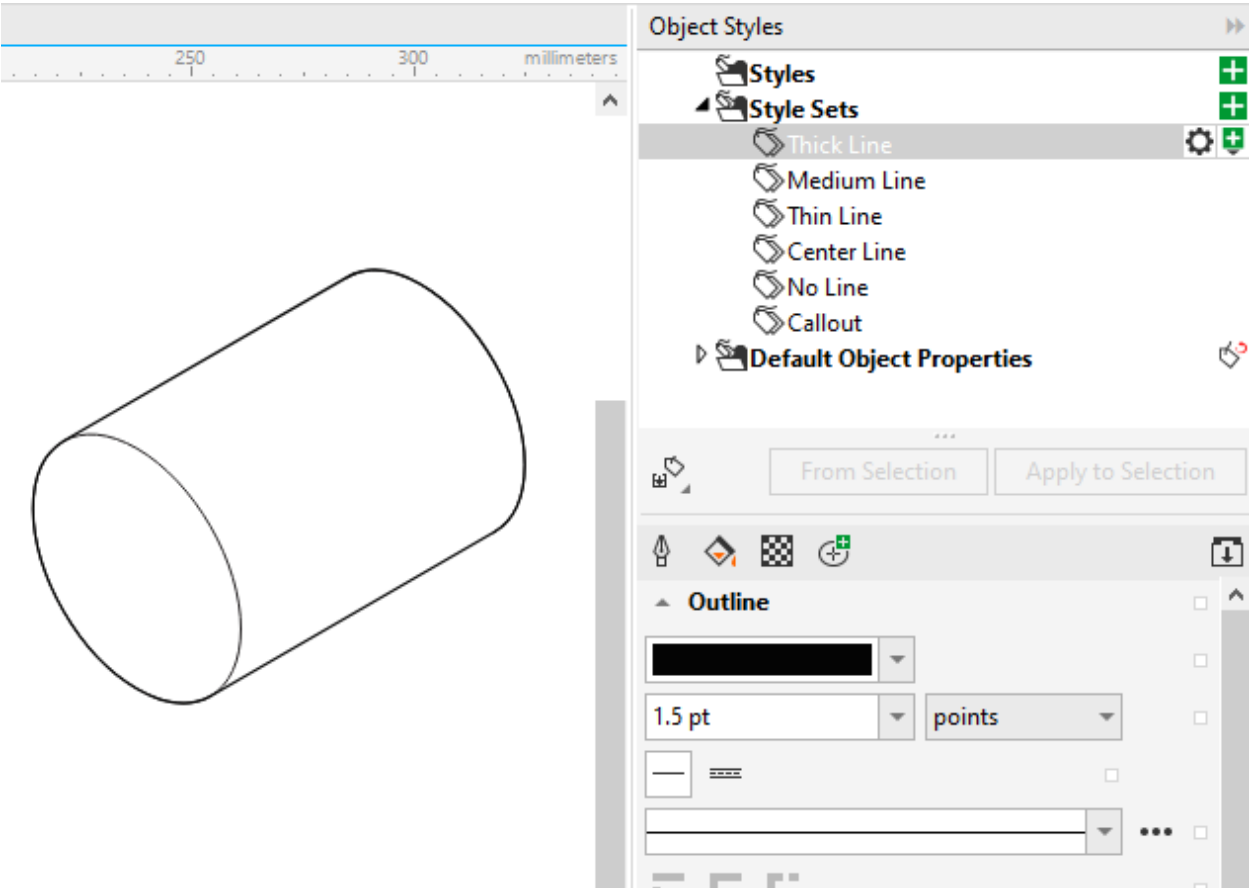 Object Styles
250 300 millimeters
Styles
Style Sets
Thick Line
Medium Line
Thin Line
Center Line
No Line
Callout
Default Object Properties
From Selection Apply to Selection
Outline
1.5 pt points